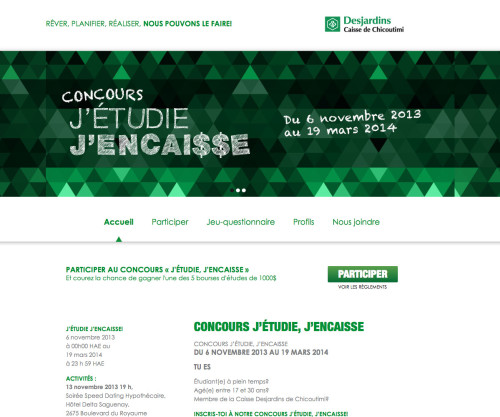 RÊVER, PLANIFIER, RÉALISER, NOUS POUVONS LE FAIRE!
Desjardins
Caisse de Chicoutimi
CONCOURS
J'ÉTUDIE
J'ENCAI$$E
Du 6 novembre 2013
au 19 mars 2014
Accueil Participer Jeu-questionnaire Profils Nous joindre
PARTICIPER AU CONCOURS « J'ÉTUDIE, J'ENCAISSE »
Et courez la chance de gagner l'une des 5 bourses d'études de 1000$
PARTICIPER
VOIR LES RÈGLEMENTS
J'ÉTUDIE J'ENCAISSE!
6 novembre 2013
à 00h00 HAE au
19 mars 2014
à 23 h 59 HAE
ACTIVITÉS :
13 novembre 2013 19 h,
Soirée Speed Dating Hypothécaire,
Hôtel Delta Saguenay,
2675 Boulevard du Royaume
CONCOURS J'ÉTUDIE, J'ENCAISSE
CONCOURS J'ÉTUDIE, J'ENCAISSE
DU 6 NOVEMBRE 2013 AU 19 MARS 2014
TU ES
Étudiant(e) à plein temps?
Agé(e) entre 17 et 30 ans?
Membre de la Caisse Desjardins de Chicoutimi?
INSCRIS-TOI À NOTRE CONCOURS J'ÉTUDIE, J'ENCAISSE!